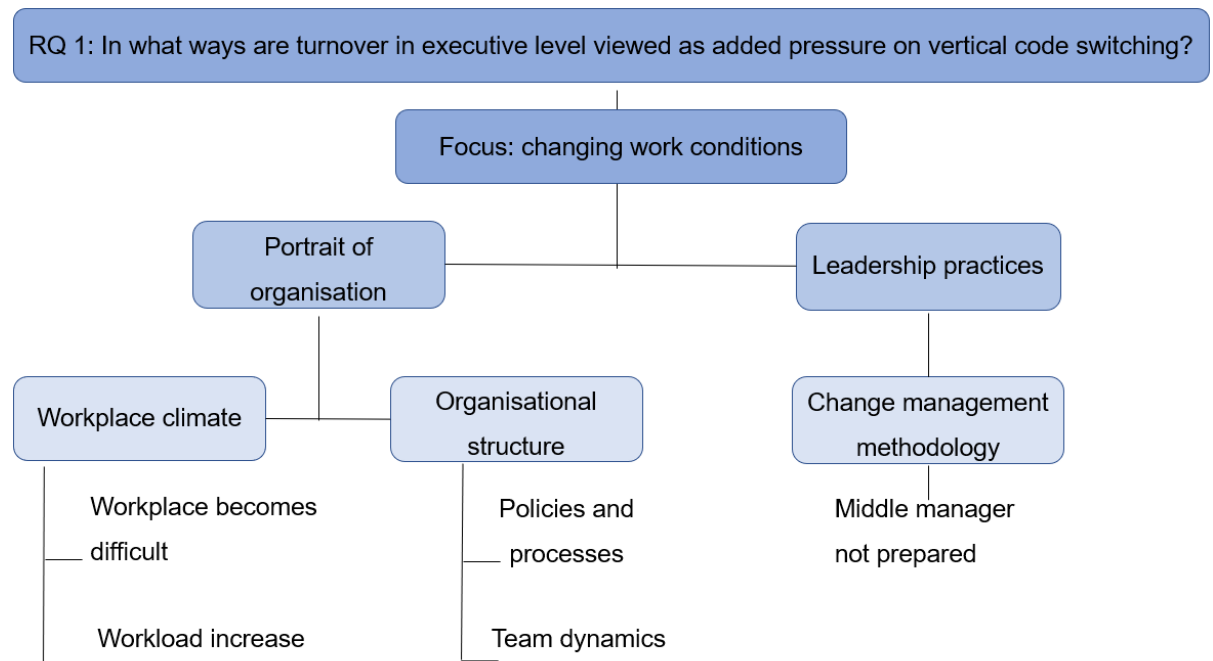 RQ 1: In what ways are turnover in executive level viewed as added pressure on vertical code switching?
Focus: changing work conditions
Portrait of
organisation
Leadership practices
Workplace climate
Organisational
structure
Change management
methodology
Workplace becomes
difficult
Policies and
processes
Middle manager
not prepared
Workload increase
Team dynamics